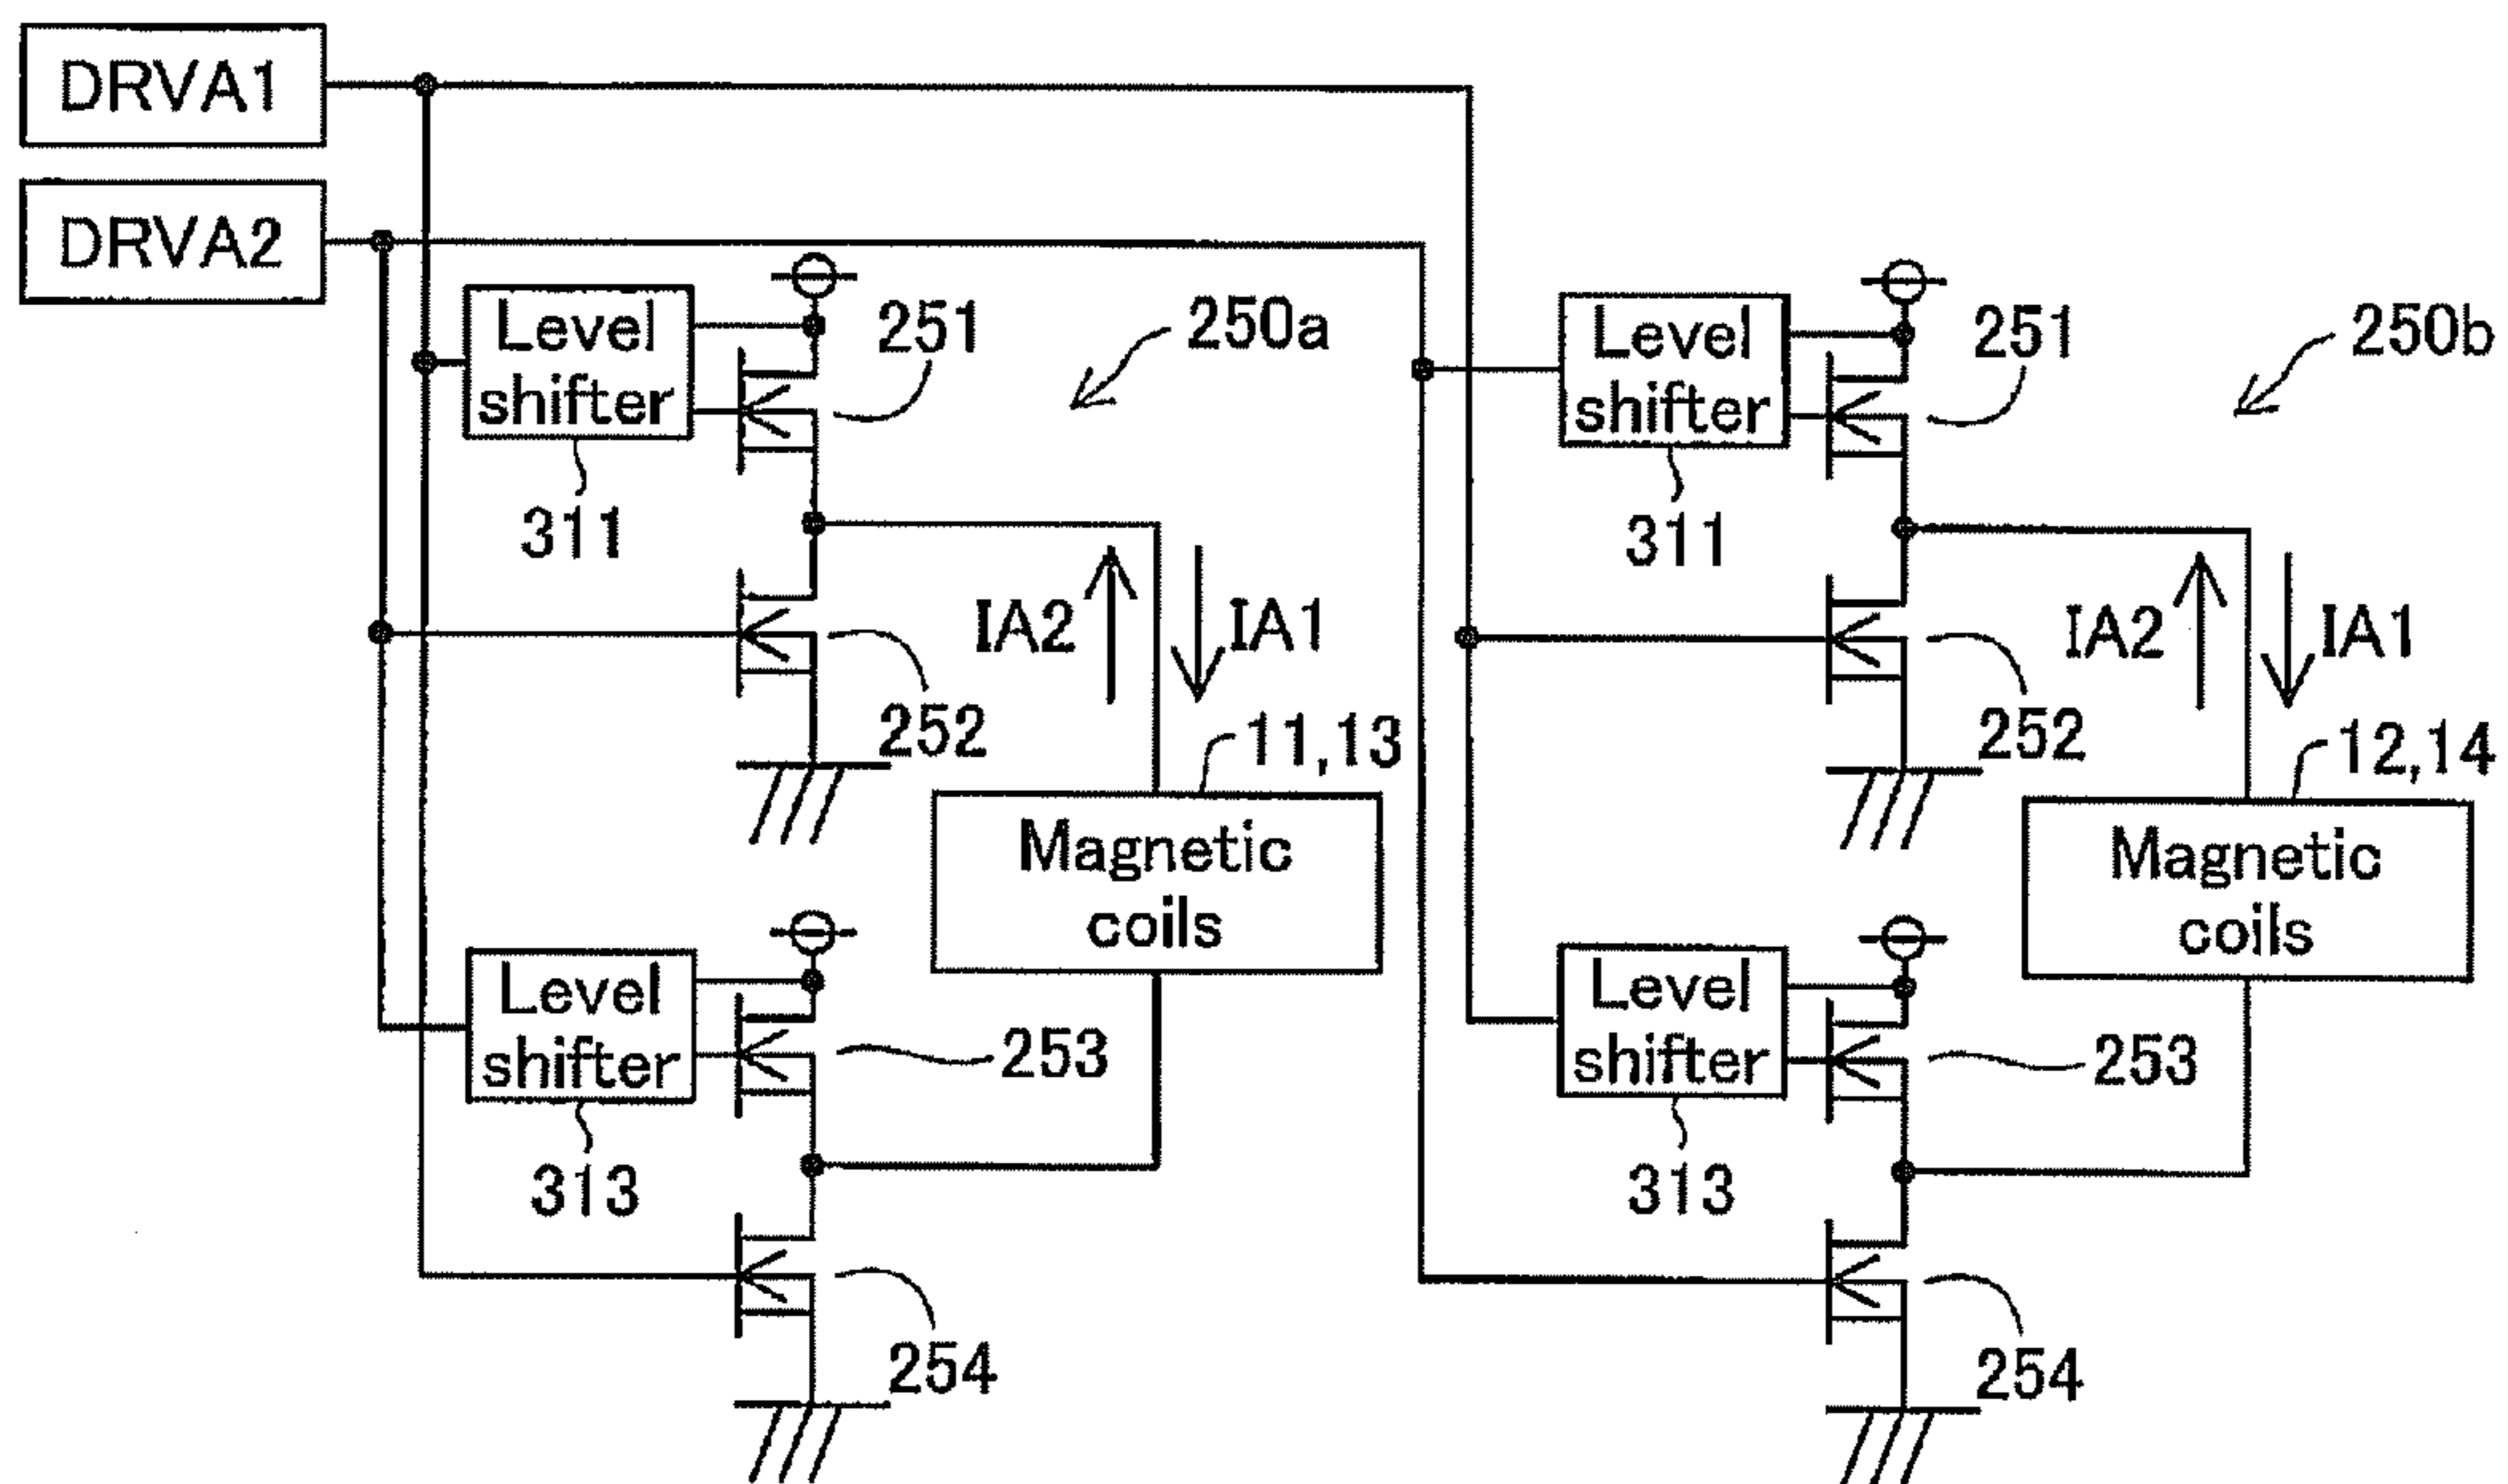 DRVA1
DRVA2
Level
shifter
311
251
250a
252
IA2
IA1
11,13
Magnetic
coils
Level
shifter
313
253
254
Level
shifter
311
251
250b
252
IA2
IA1
12,14
Magnetic
coils
Level
shifter
313
253
254